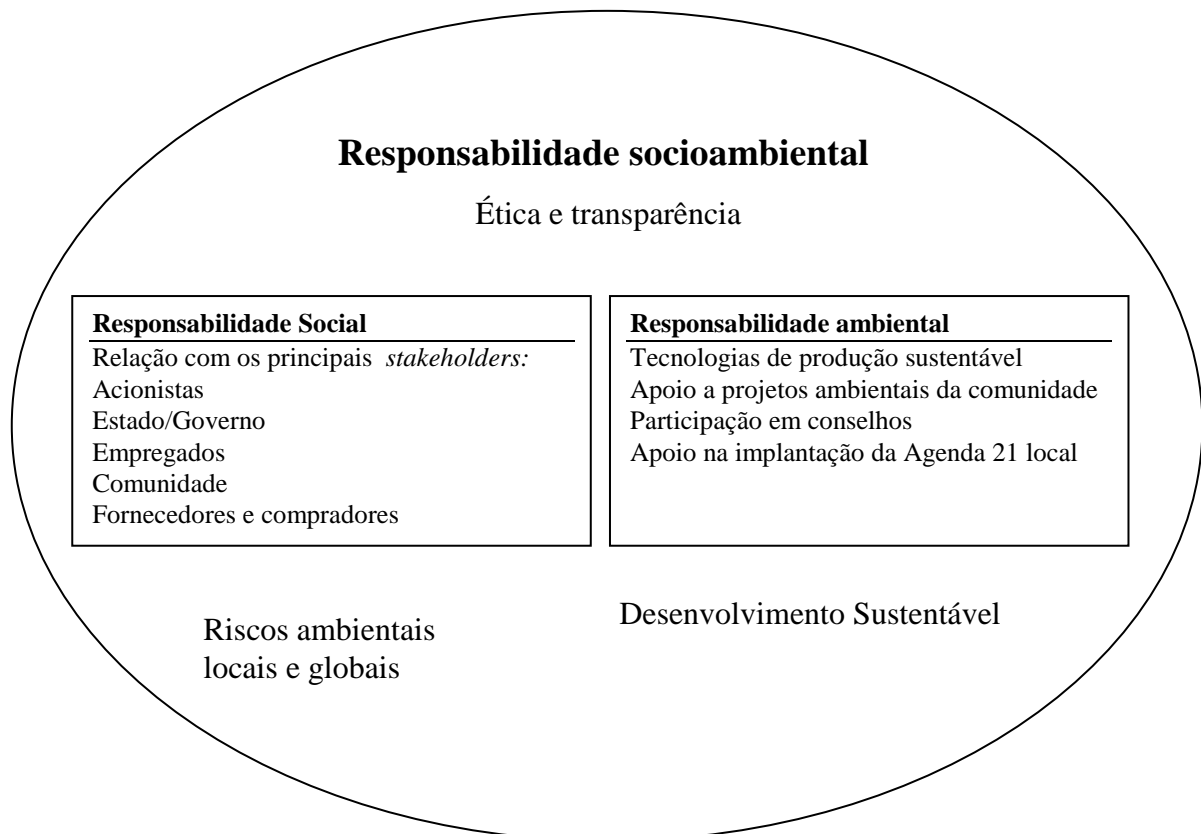 Responsabilidade socioambiental
Ética e transparência
Responsabilidade Social
Relação com os principais stakeholders:
Acionistas
Estado/Governo
Empregados
Comunidade
Fornecedores e compradores
Responsabilidade ambiental
Tecnologias de produção sustentável
Apoio a projetos ambientais da comunidade
Participação em conselhos
Apoio na implantação da Agenda 21 local
Riscos ambientais
locais e globais
Desenvolvimento Sustentável